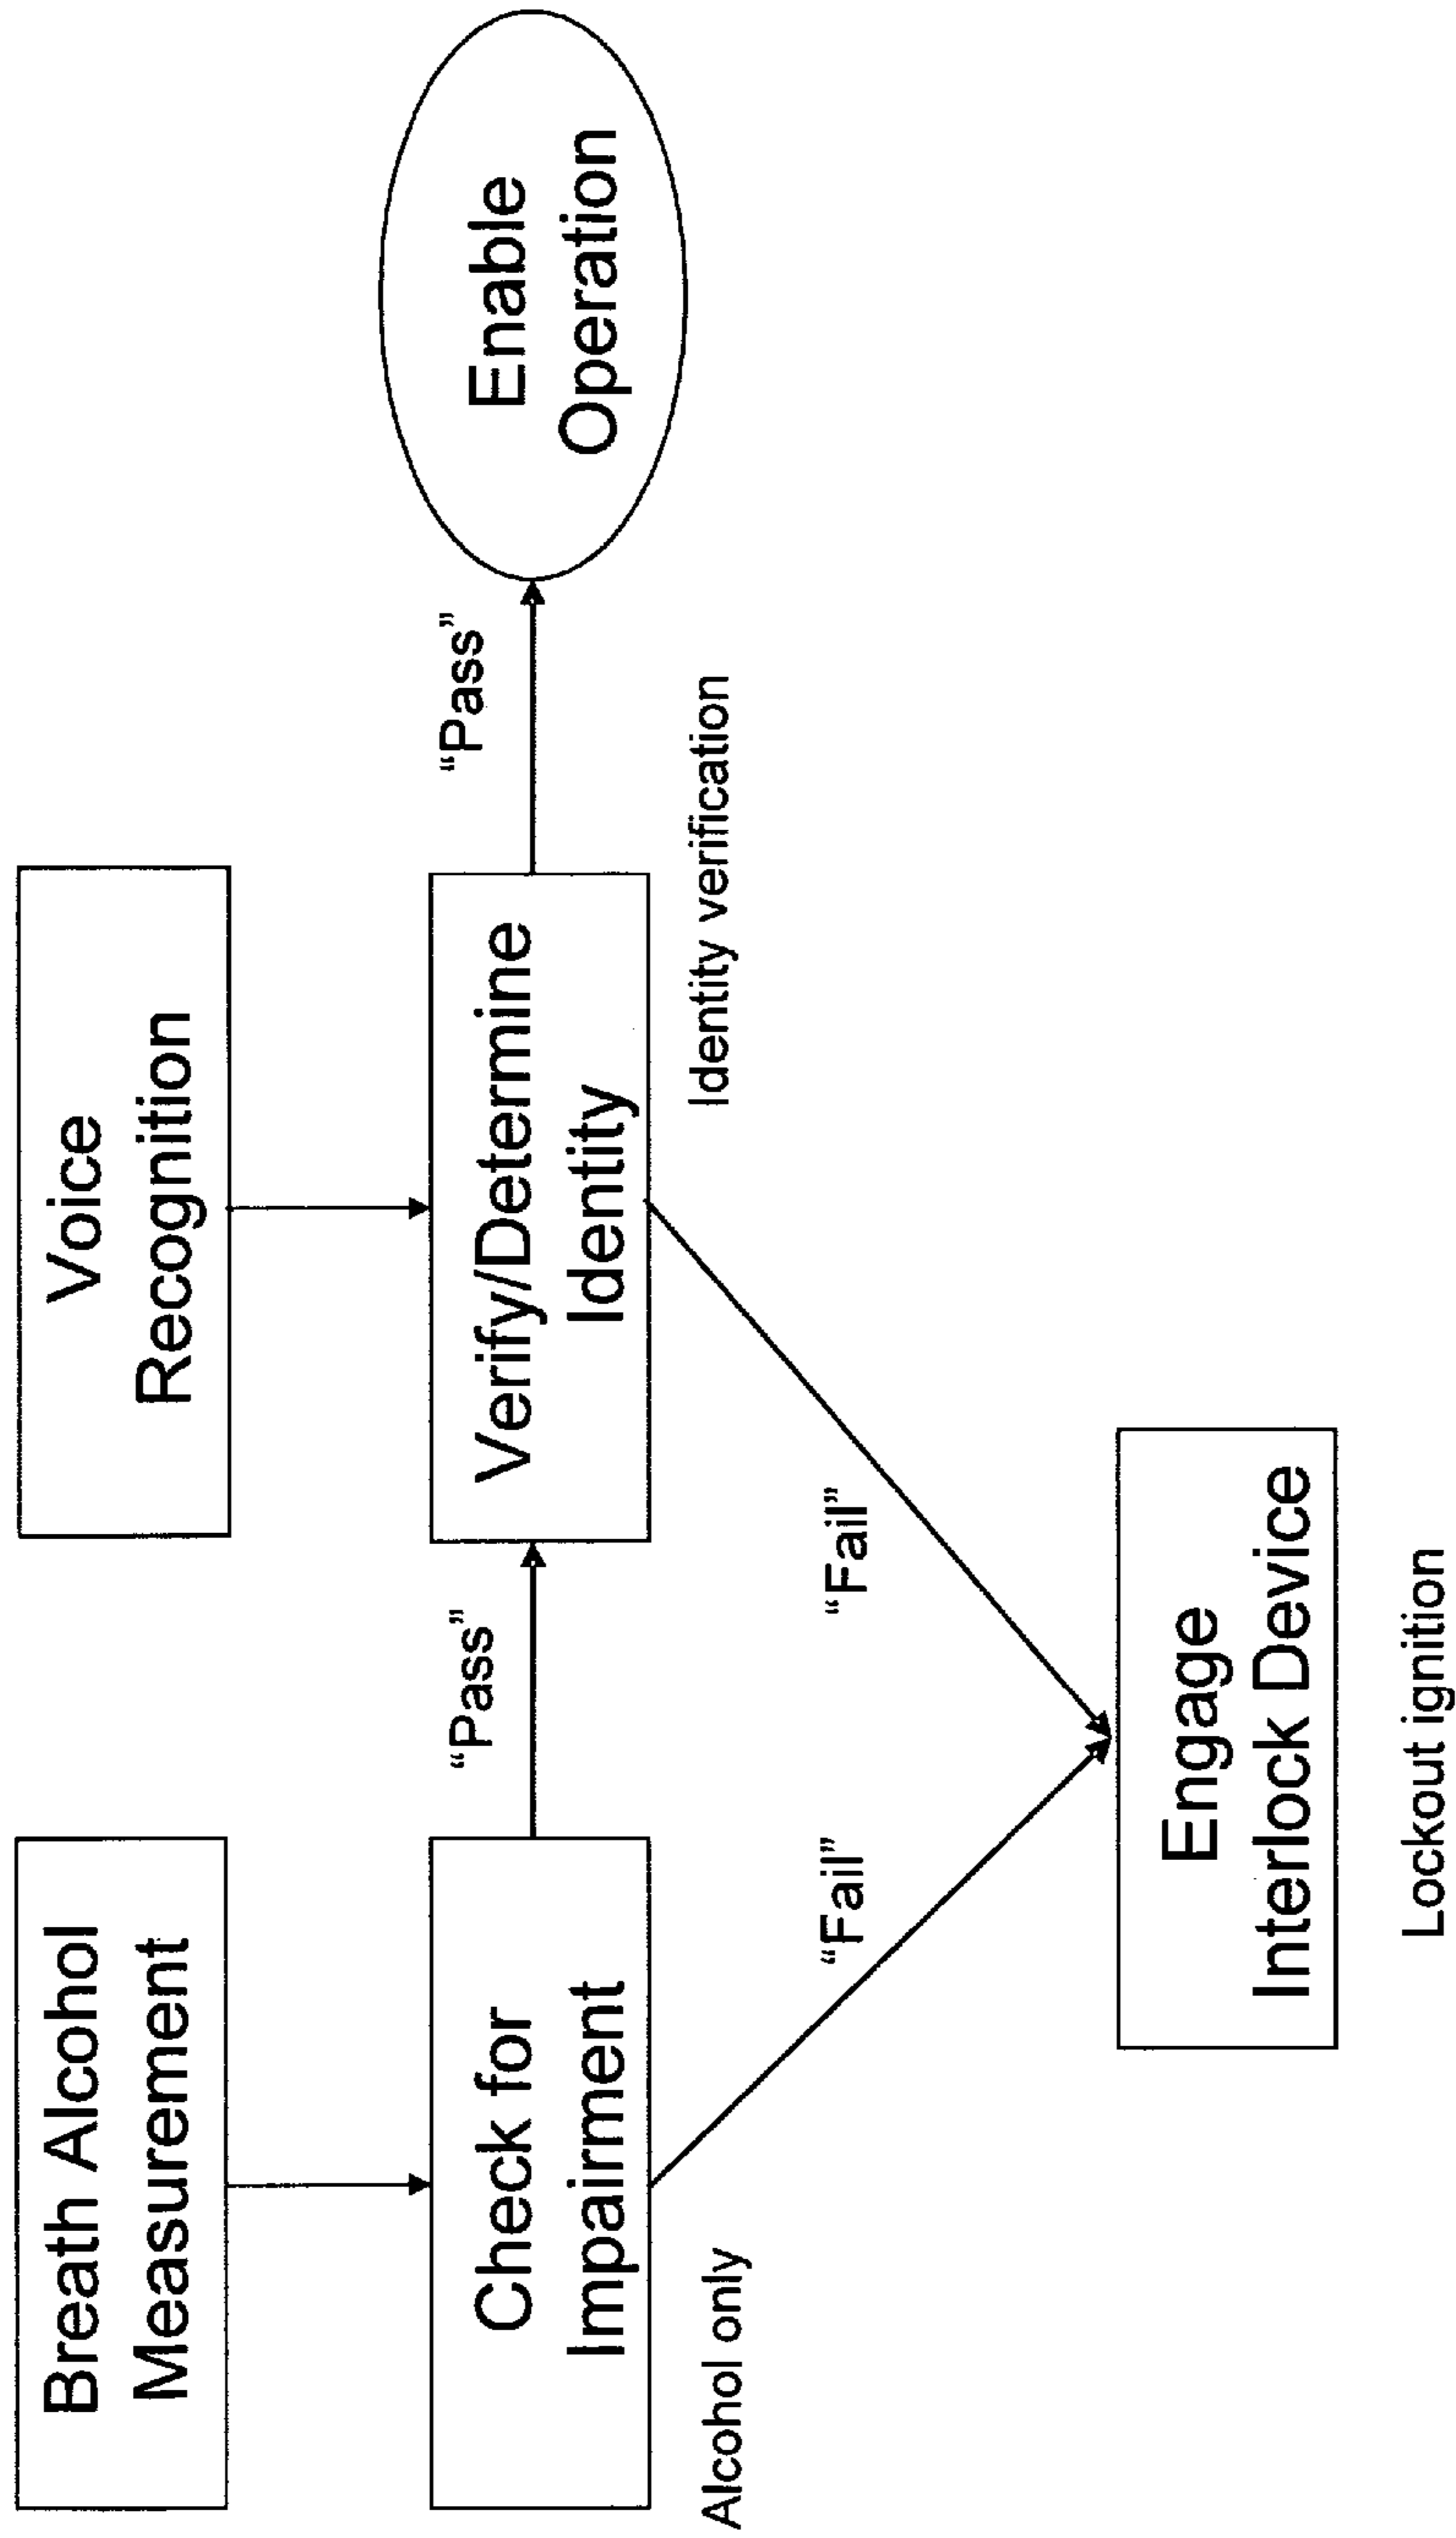 Breath Alcohol
Measurement
Voice
Recognition
Check for
Impairment
“Pass”
Verify/Determine
Identity
“Pass”
Enable
Operation
Alcohol only
Identity verification
“Fail”
“Fail”
Engage
Interlock Device
Lockout ignition